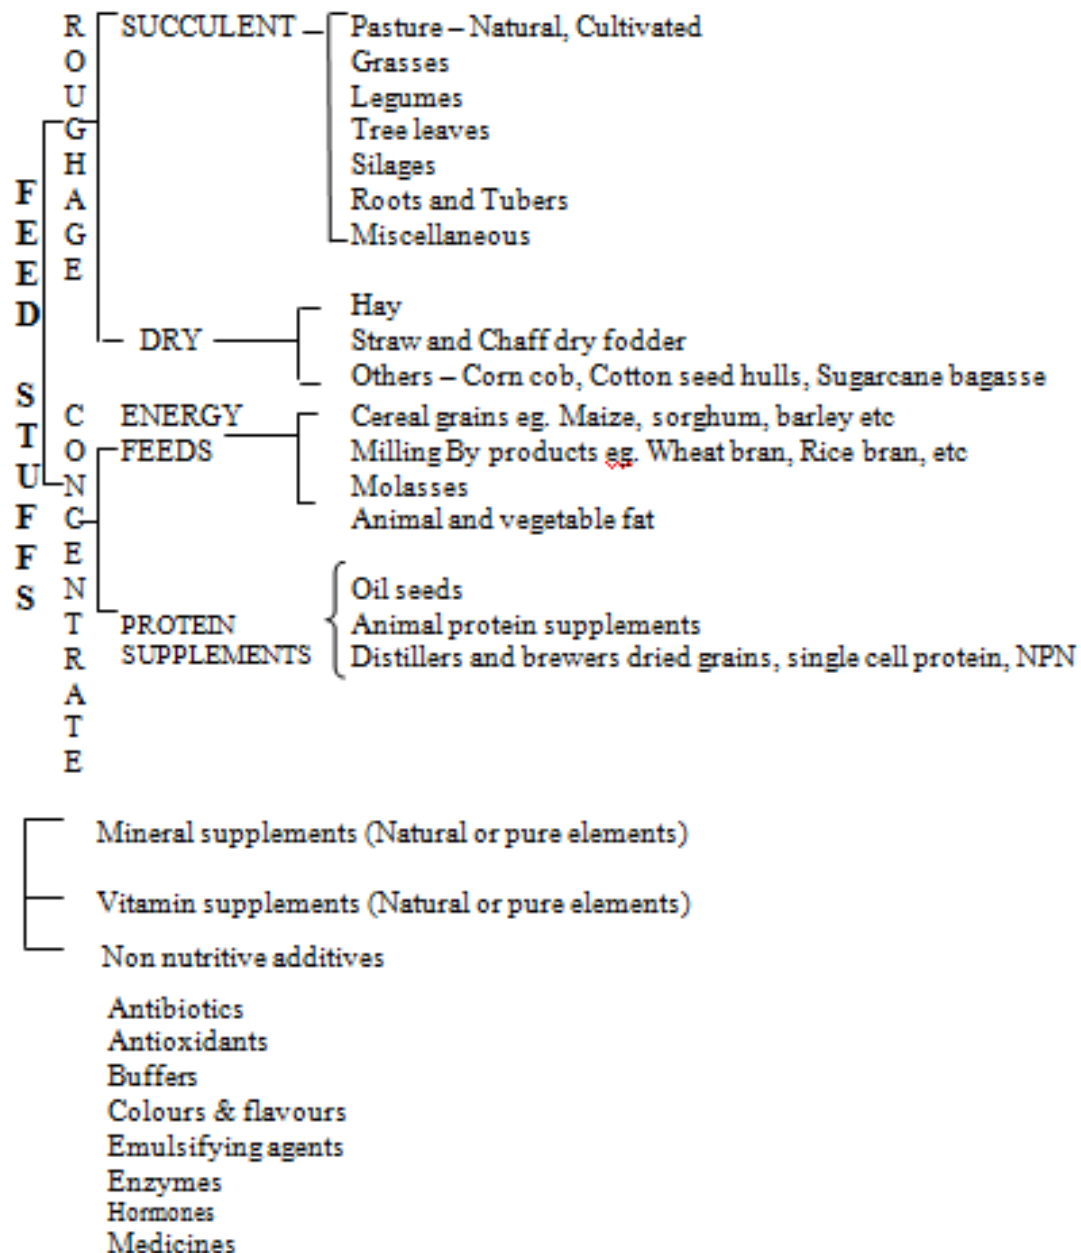 FEED STUFFS
ROUGHAGE
SUCCULENT – Pasture – Natural, Cultivated
Grasses
Legumes
Tree leaves
Silages
Roots and Tubers
Miscellaneous
Hay
DRY
Straw and Chaff dry fodder
Others – Corn cob, Cotton seed hulls, Sugarcane bagasse
CONCENTRATE
ENERGY FEEDS
Cereal grains eg. Maize, sorghum, barley etc
Milling By products eg. Wheat bran, Rice bran, etc
Molasses
Animal and vegetable fat
PROTEIN SUPPLEMENTS
Oil seeds
Animal protein supplements
Distillers and brewers dried grains, single cell protein, NPN
Mineral supplements (Natural or pure elements)
Vitamin supplements (Natural or pure elements)
Non nutritive additives
Antibiotics
Antioxidants
Buffers
Colours & flavours
Emulsifying agents
Enzymes
Hormones
Medicines